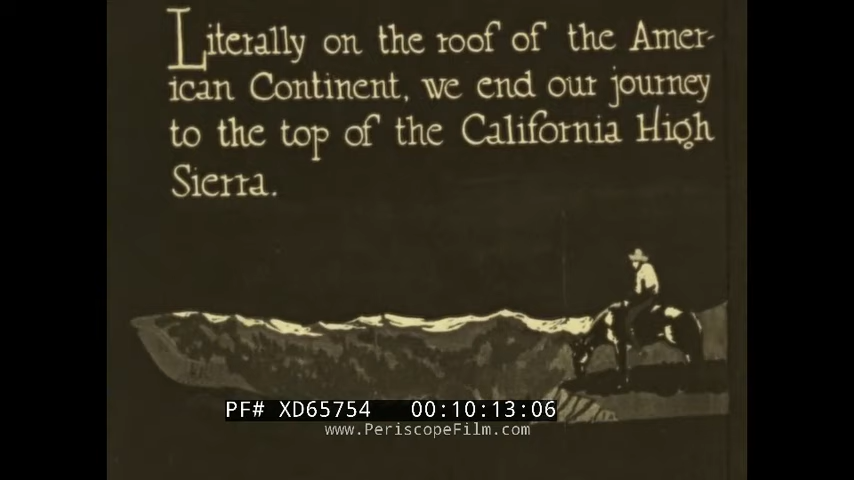 Literally on the roof of the Amer-
ican Continent, we end our journey
to the top of the California High
Sierra.
PF# XD65754 00:10:13:06
www.PeriscopeFilm.com